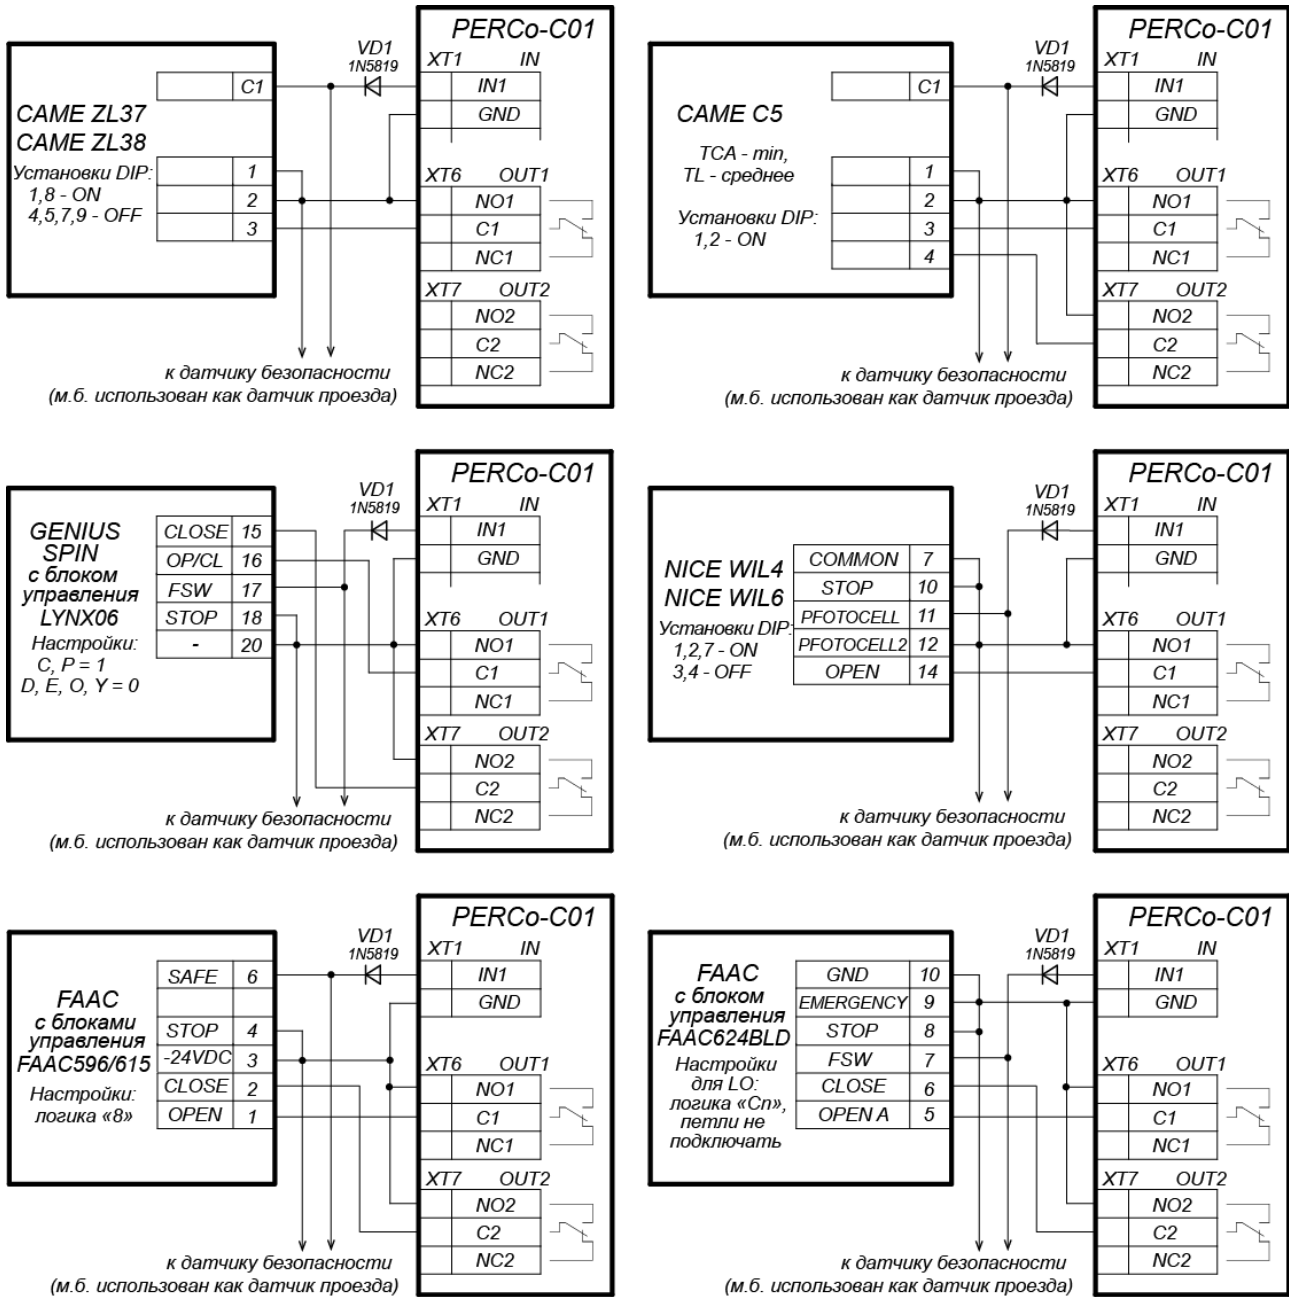 PERCo-C01
VD1
1N5819
XT1 IN
C1 IN1
GND
CAME ZL37
CAME ZL38
Установки DIP:
1,8 - ON
4,5,7,9 - OFF
1
2
3
XT6 OUT1
NO1
C1
NC1
XT7 OUT2
NO2
C2
NC2
к датчику безопасности
(м.б. использован как датчик проезда)
PERCo-C01
VD1
1N5819
XT1 IN
C1 IN1
GND
CAME C5
TCA - min,
TL - среднее
Установки DIP:
1,2 - ON
1
2
3
4
XT6 OUT1
NO1
C1
NC1
XT7 OUT2
NO2
C2
NC2
к датчику безопасности
(м.б. использован как датчик проезда)
PERCo-C01
VD1
1N5819
XT1 IN
IN1
GND
GENIUS
SPIN
с блоком
управления
LYNX06
Настройки:
C, P = 1
D, E, O, Y = 0
CLOSE 15
OP/CL 16
FSW 17
STOP 18
- 20
XT6 OUT1
NO1
C1
NC1
XT7 OUT2
NO2
C2
NC2
к датчику безопасности
(м.б. использован как датчик проезда)
PERCo-C01
VD1
1N5819
XT1 IN
IN1
GND
NICE WIL4
NICE WIL6
Установки DIP:
1,2,7 - ON
3,4 - OFF
COMMON 7
STOP 10
PFOTOCELL 11
PFOTOCELL2 12
OPEN 14
XT6 OUT1
NO1
C1
NC1
XT7 OUT2
NO2
C2
NC2
к датчику безопасности
(м.б. использован как датчик проезда)
PERCo-C01
VD1
1N5819
XT1 IN
IN1
GND
FAAC
с блоками
управления
FAAC596/615
Настройки:
логика «8»
SAFE 6
STOP 4
-24VDC 3
CLOSE 2
OPEN 1
XT6 OUT1
NO1
C1
NC1
XT7 OUT2
NO2
C2
NC2
к датчику безопасности
(м.б. использован как датчик проезда)
PERCo-C01
VD1
1N5819
XT1 IN
IN1
GND
FAAC
с блоком
управления
FAAC624BLD
Настройки
для LO:
логика «Cn»,
петли не
подключать
GND 10
EMERGENCY 9
STOP 8
FSW 7
CLOSE 6
OPEN A 5
XT6 OUT1
NO1
C1
NC1
XT7 OUT2
NO2
C2
NC2
к датчику безопасности
(м.б. использован как датчик проезда)